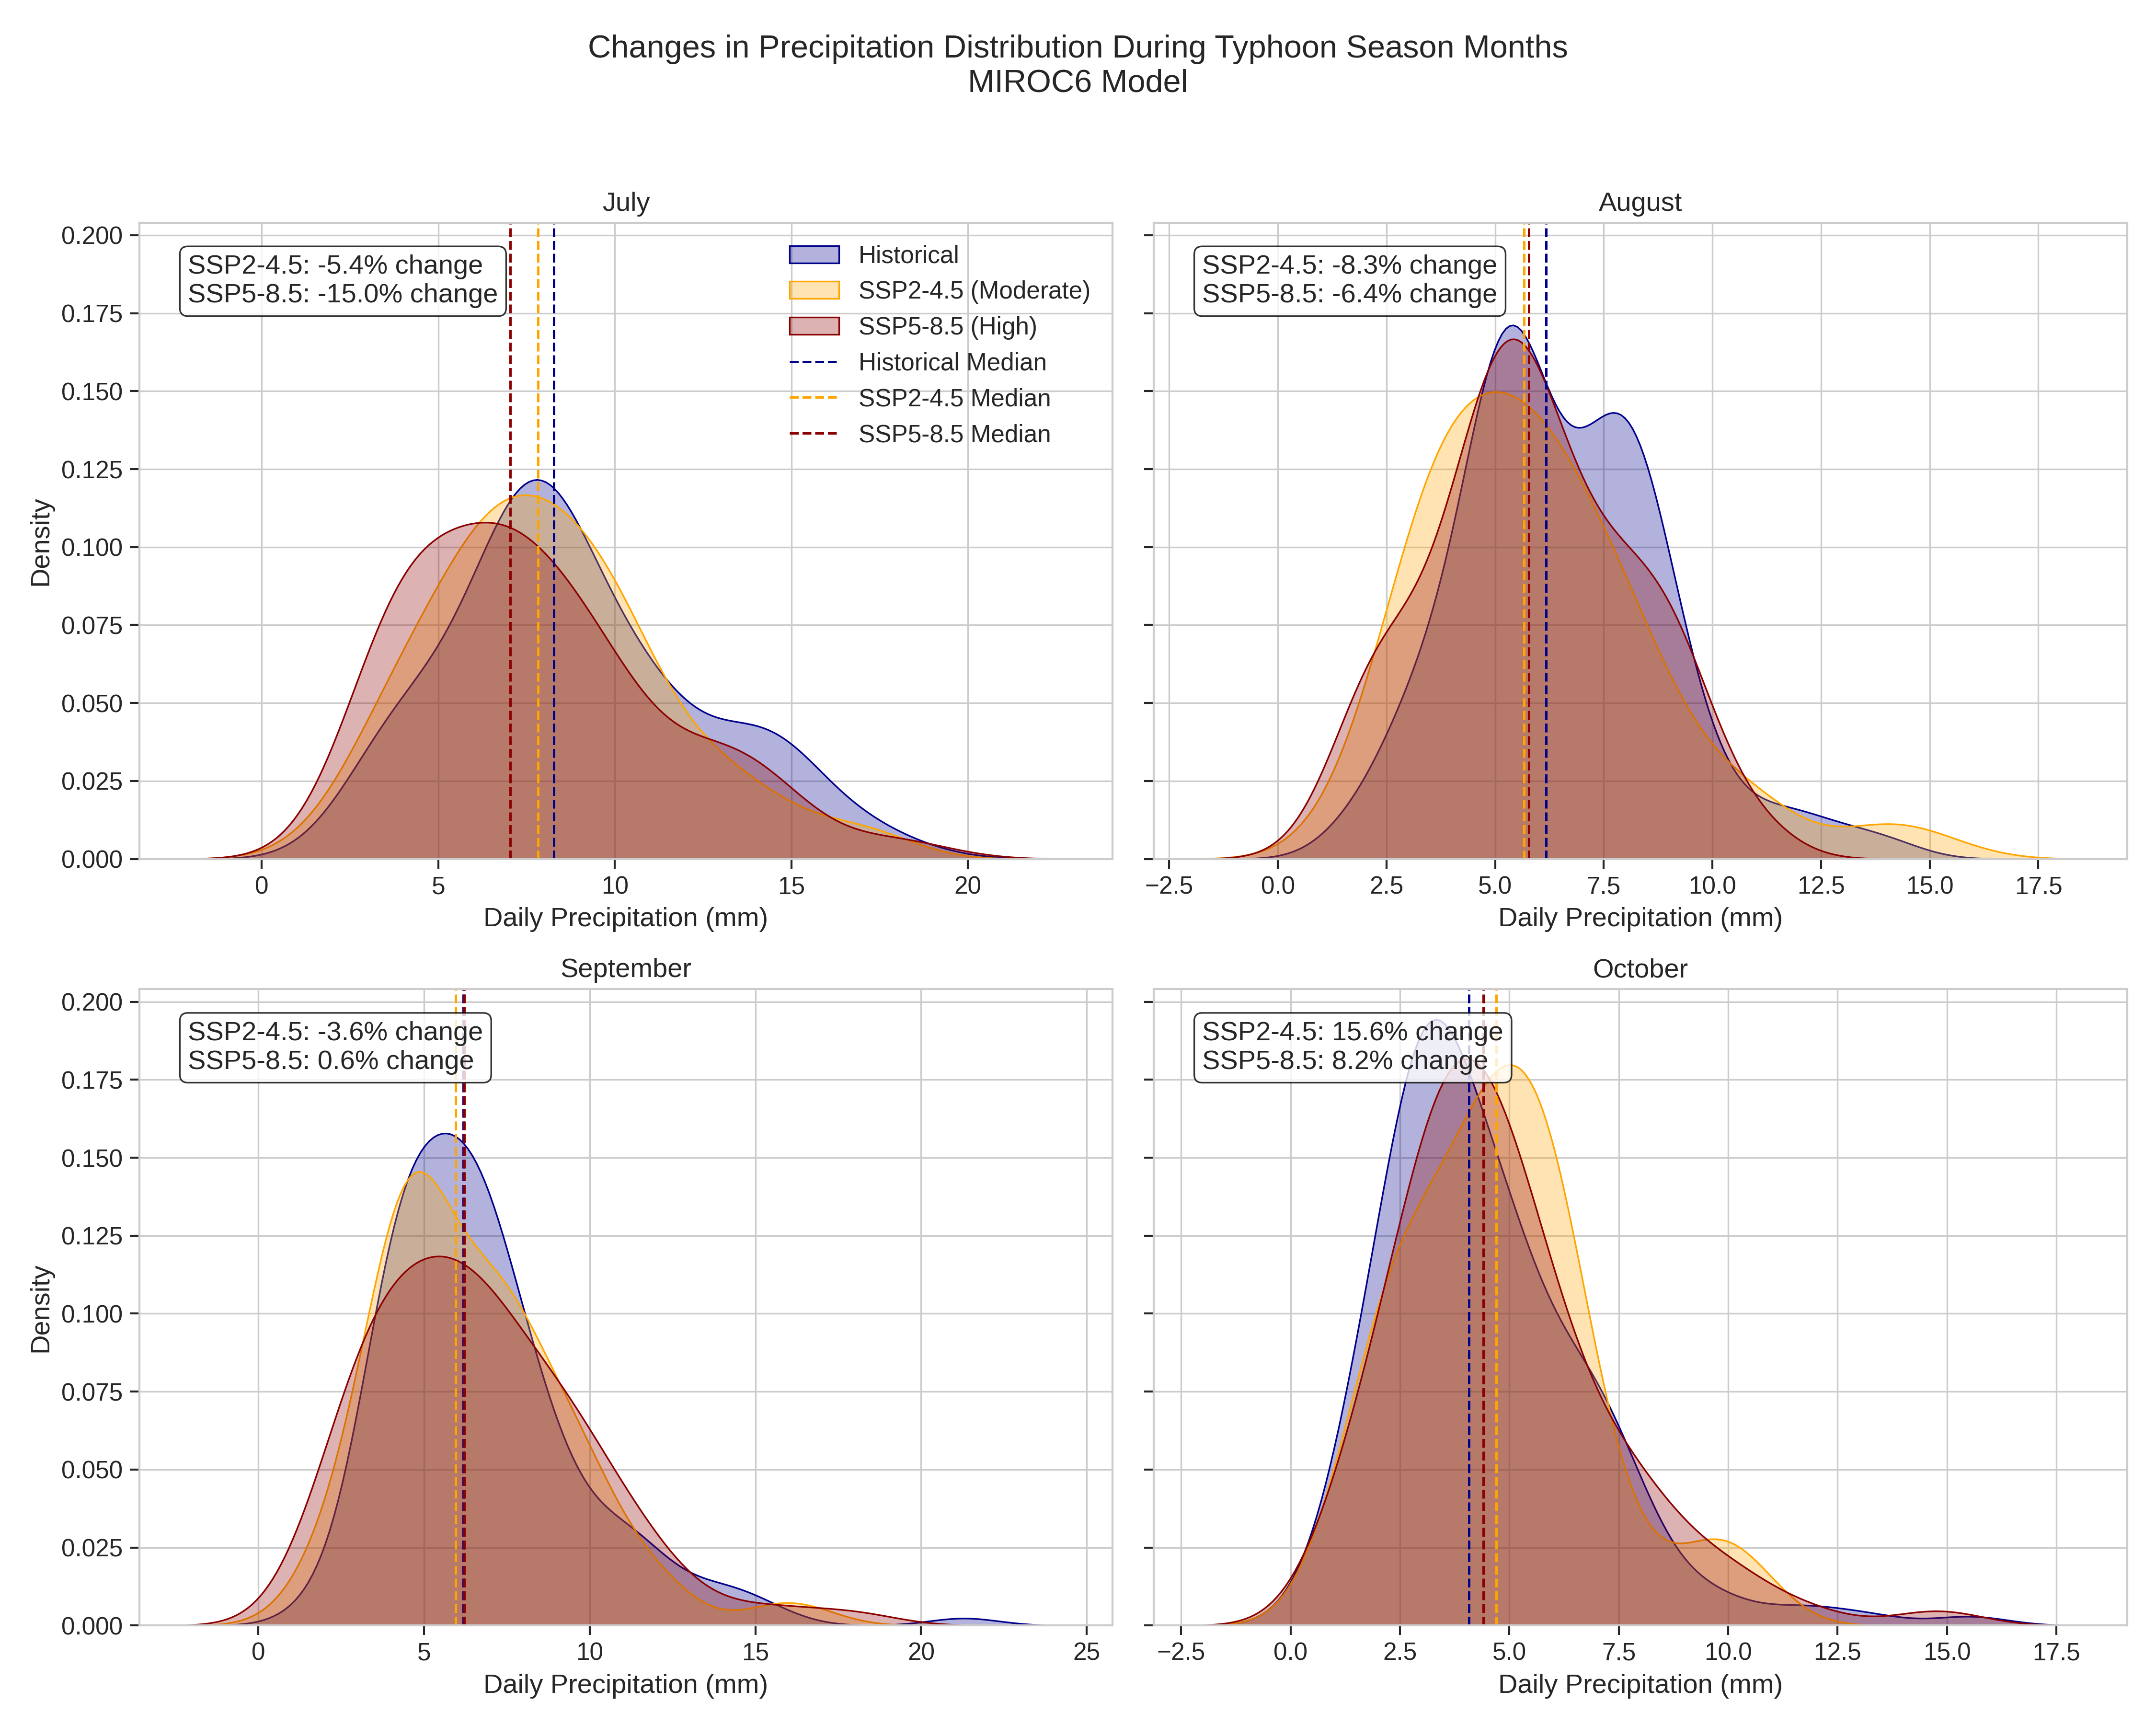 Changes in Precipitation Distribution During Typhoon Season Months
MIROC6 Model
July
SSP2-4.5: -5.4% change
SSP5-8.5: -15.0% change
Historical
SSP2-4.5 (Moderate)
SSP5-8.5 (High)
Historical Median
SSP2-4.5 Median
SSP5-8.5 Median
0.200
0.175
0.150
0.125
0.100
0.075
0.050
0.025
0.000
Density
0 5 10 15 20
Daily Precipitation (mm)
August
SSP2-4.5: -8.3% change
SSP5-8.5: -6.4% change
−2.5 0.0 2.5 5.0 7.5 10.0 12.5 15.0 17.5
Daily Precipitation (mm)
September
SSP2-4.5: -3.6% change
SSP5-8.5: 0.6% change
0.200
0.175
0.150
0.125
0.100
0.075
0.050
0.025
0.000
Density
0 5 10 15 20 25
Daily Precipitation (mm)
October
SSP2-4.5: 15.6% change
SSP5-8.5: 8.2% change
−2.5 0.0 2.5 5.0 7.5 10.0 12.5 15.0 17.5
Daily Precipitation (mm)